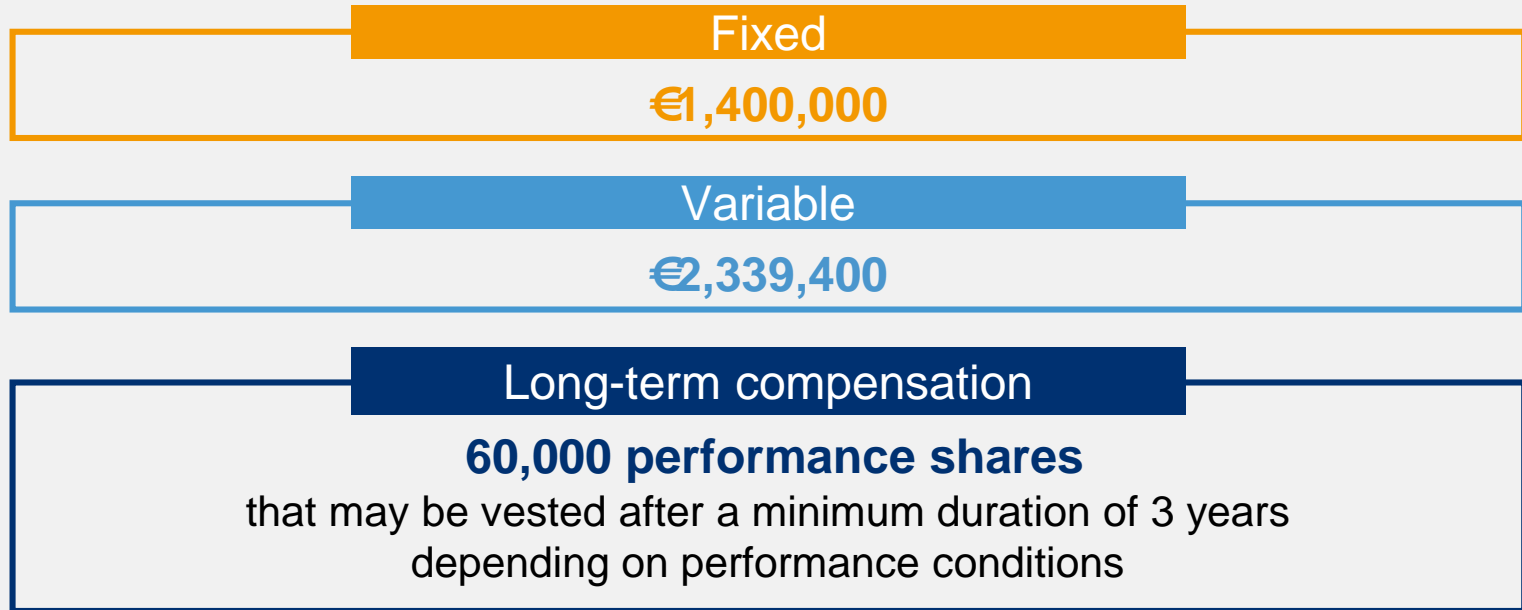 Fixed
€1,400,000
Variable
€2,339,400
Long-term compensation
60,000 performance shares
that may be vested after a minimum duration of 3 years
depending on performance conditions